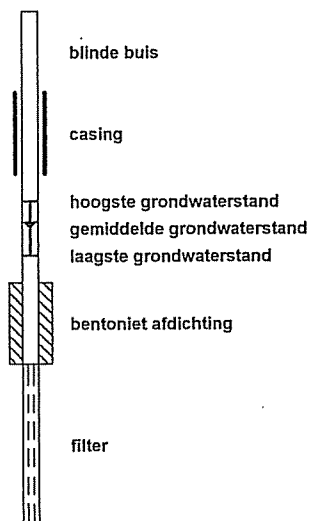 blinde buis
casing
hoogste grondwaterstand
gemiddelde grondwaterstand
laagste grondwaterstand
bentoniet afdichting
filter